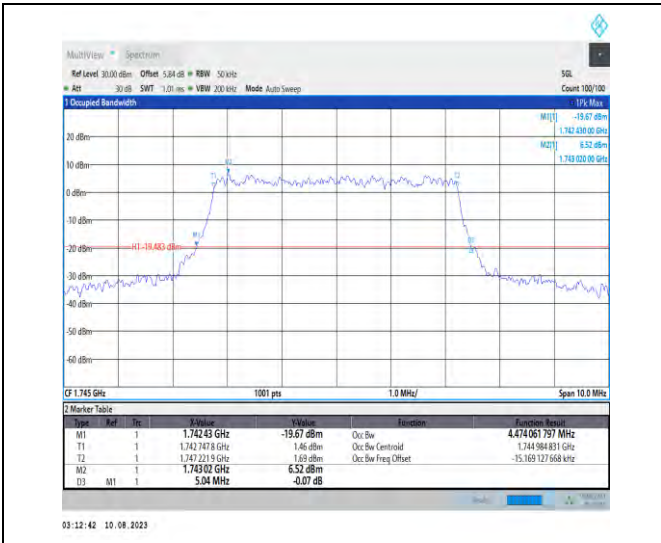 MultiView Spectrum
Ref Level 30.00 dBm Offset 5.84 dB RBW 50 kHz SGL
Att 30 dB SWT 1.01 ms VBW 200 kHz Mode Auto Sweep Count 100/100
1 Occupied Bandwidth 1Pk Max
M1[1] -19.67 dBm
1.742 430 00 GHz
M2[1] 6.52 dBm
1.743 020 00 GHz
20 dBm
10 dBm
M2
T1 T2
0 dBm
-10 dBm
M1
D3
-20 dBm H1 -19.483 dBm
-30 dBm
-40 dBm
-50 dBm
-60 dBm
CF 1.745 GHz 1001 pts 1.0 MHz/ Span 10.0 MHz
2 Marker Table
Type Ref Trc X-Value Y-Value Function Function Result
M1 1 1.74243 GHz -19.67 dBm Occ Bw 4.474 061 797 MHz
T1 1 1.742 747 8 GHz 1.46 dBm Occ Bw Centroid 1.744 984 831 GHz
T2 1 1.747 221 9 GHz 1.69 dBm Occ Bw Freq Offset -15.169 127 668 kHz
M2 1 1.74302 GHz 6.52 dBm
D3 M1 1 5.04 MHz -0.07 dB
03:12:42 10.08.2023